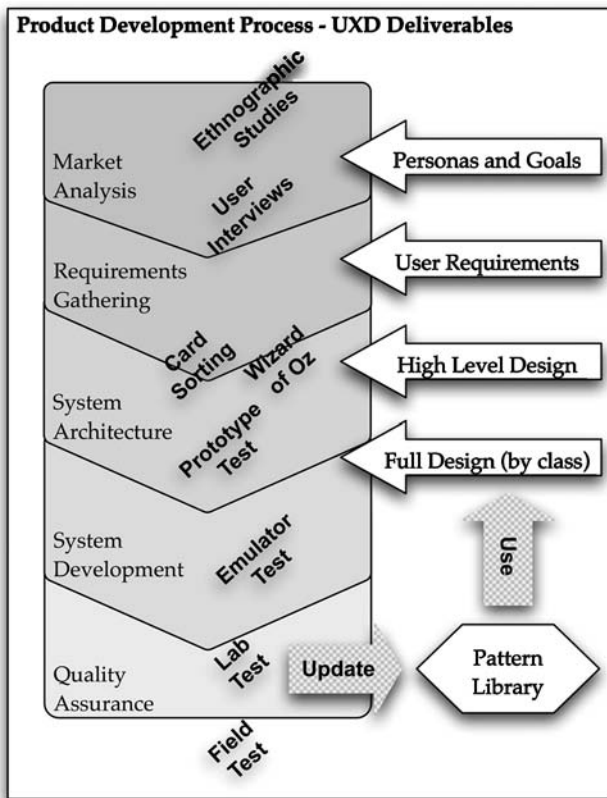 Product Development Process - UXD Deliverables
Ethnographic
Studies
Market
Analysis
Personas and Goals
User
Interviews
Requirements
Gathering
User Requirements
Card
Sorting
Wizard
of Oz
High Level Design
System
Architecture
Prototype
Test
Full Design (by class)
System
Development
Emulator
Test
Use
Quality
Assurance
Lab
Test
Update
Pattern
Library
Field
Test